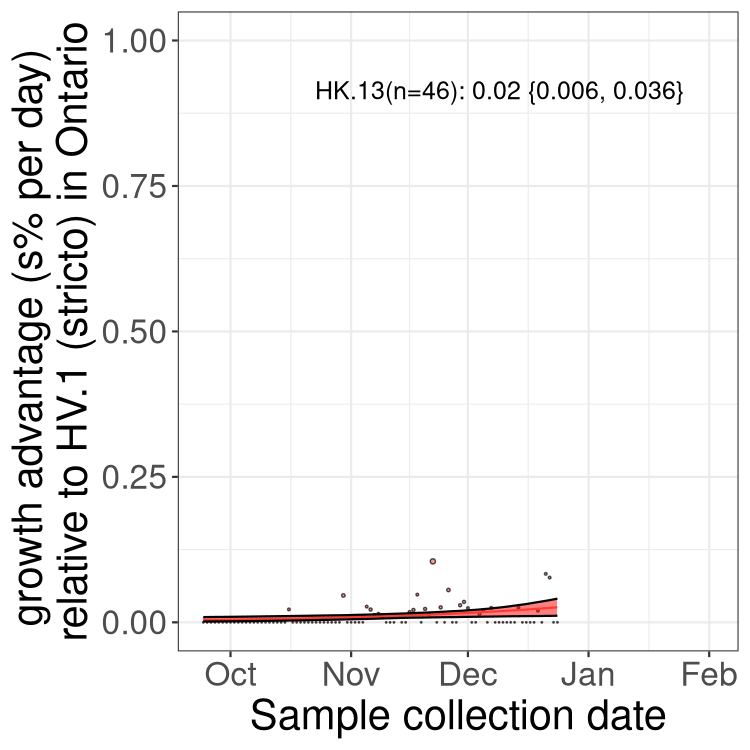 growth advantage (s% per day)
relative to HV.1 (stricto) in Ontario
1.00
0.75
0.50
0.25
0.00
HK.13(n=46): 0.02 {0.006, 0.036}
Oct Nov Dec Jan Feb
Sample collection date